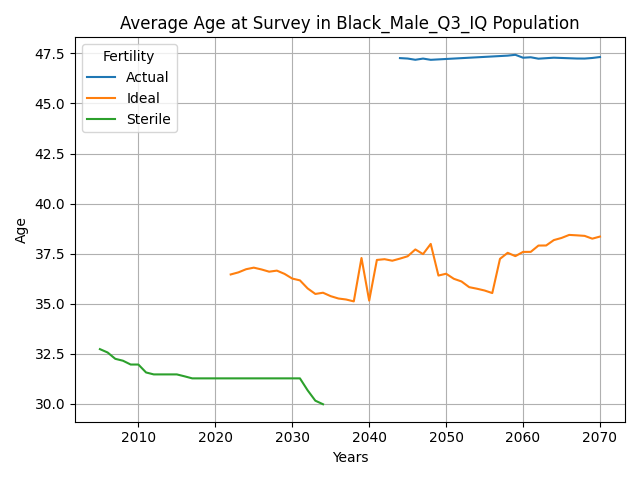 Average Age at Survey in Black_Male_Q3_IQ Population
Fertility
Actual
Ideal
Sterile
Age
47.5
45.0
42.5
40.0
37.5
35.0
32.5
30.0
2010 2020 2030 2040 2050 2060 2070
Years